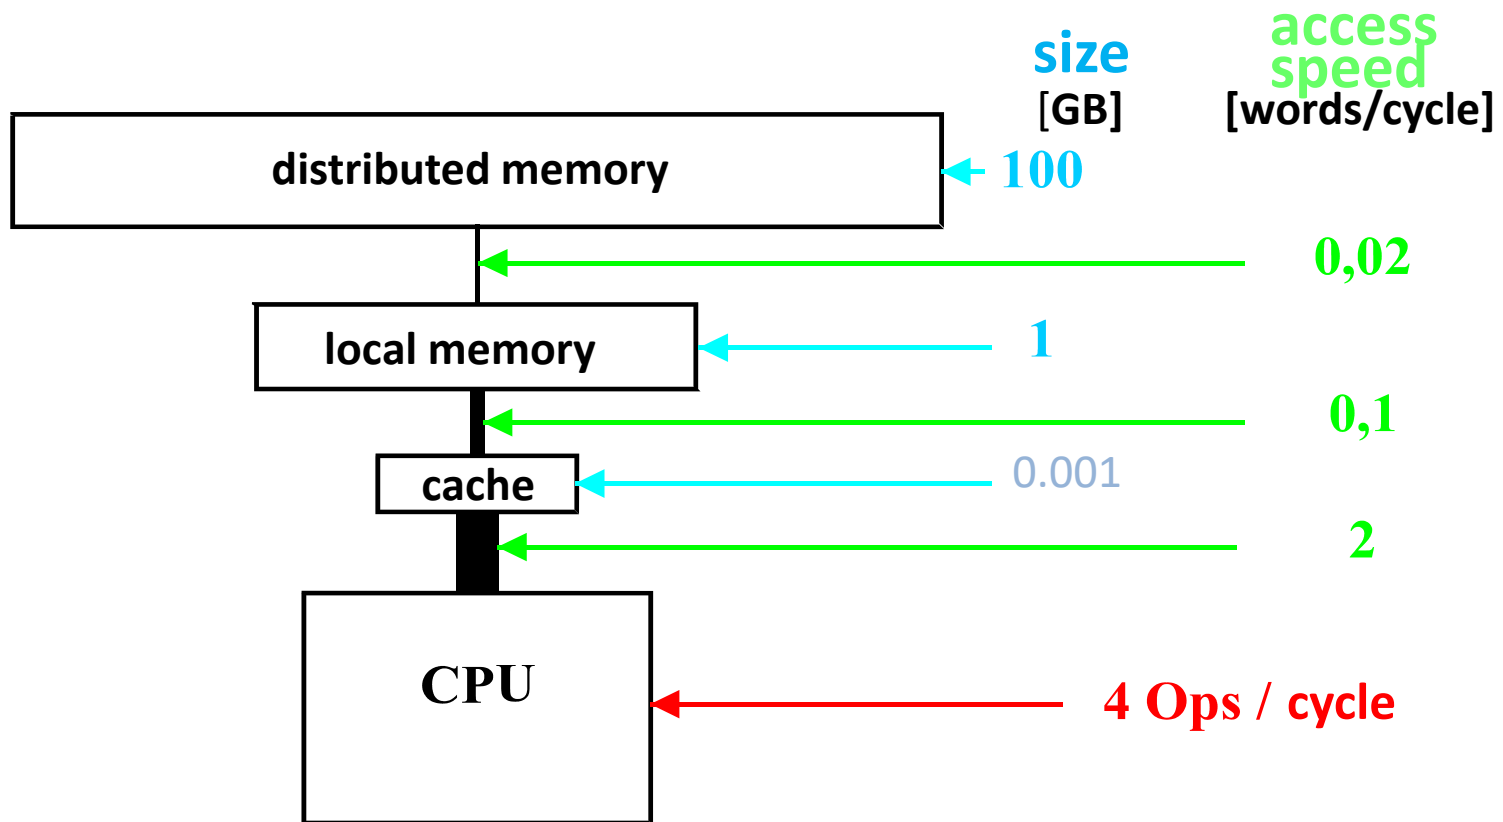 size
access
speed
[GB]
[words/cycle]
distributed memory
100
0,02
local memory
1
0,1
cache
0.001
2
CPU
4 Ops / cycle